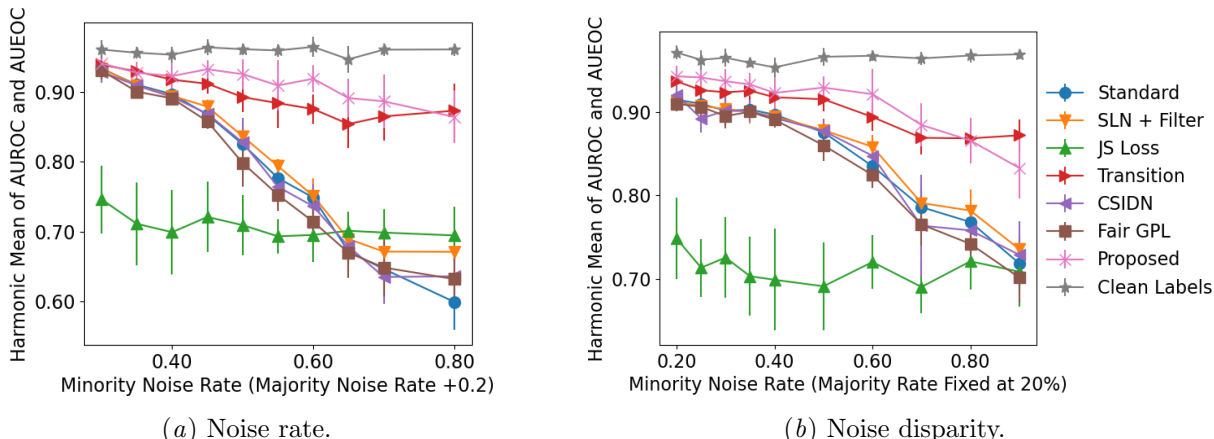 Harmonic Mean of AUROC and AUEOC
0.90
0.80
0.70
0.60
0.40
0.60
0.80
Minority Noise Rate (Majority Noise Rate +0.2)
(a) Noise rate.
Harmonic Mean of AUROC and AUEOC
0.90
0.80
0.70
0.20
0.40
0.60
0.80
Minority Noise Rate (Majority Rate Fixed at 20%)
(b) Noise disparity.
Standard
SLN + Filter
JS Loss
Transition
CSIDN
Fair GPL
Proposed
Clean Labels